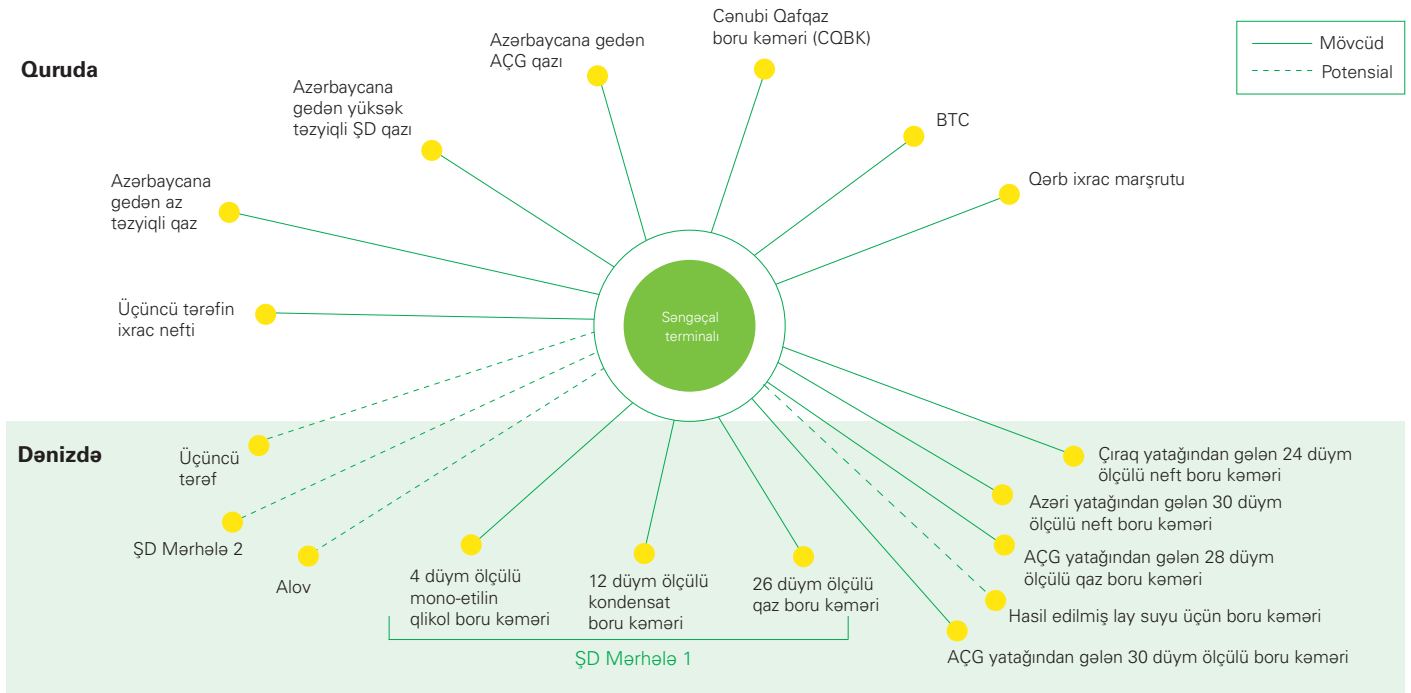 Quruda
Cənubi Qafqaz
boru kəməri (CQBK)
Azərbaycana gedən
AÇG qazı
Azərbaycana
gedən yüksək
təzyiqli ŞD qazı
Azərbaycana
gedən az
təzyiqli qaz
Üçüncü tərəfin
ixrac nefti
BTC
Qərb ixrac marşrutu
Mövcüd
Potensial
Səngəçal
terminalı
Dənizdə
Üçüncü
tərəf
ŞD Mərhələ 2
Alov
4 düym ölçülü
mono-etilin
qlikol boru kəməri
12 düym ölçülü
kondensat
boru kəməri
26 düym ölçülü
qaz boru kəməri
ŞD Mərhələ 1
Çıraq yatağından gələn 24 düym
ölçülü neft boru kəməri
Azəri yatağından gələn 30 düym
ölçülü neft boru kəməri
AÇG yatağından gələn 28 düym
ölçülü qaz boru kəməri
Hasil edilmiş lay suyu üçün boru kəməri
AÇG yatağından gələn 30 düym ölçülü boru kəməri